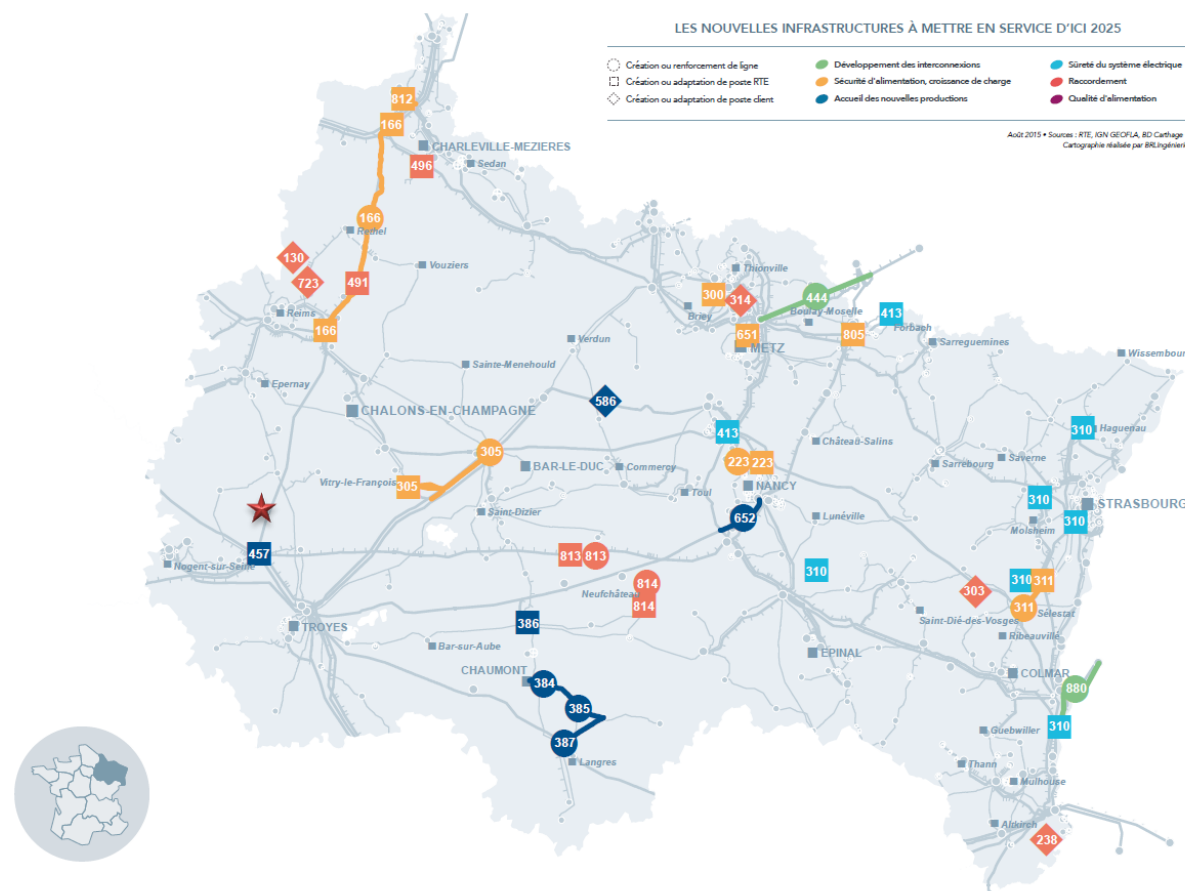 LES NOUVELLES INFRASTRUCTURES À METTRE EN SERVICE D'ICI 2025
Création ou renforcement de ligne
Développement des interconnexions
Sûreté du système électrique
Création ou adaptation de poste RTE
Sécurité d'alimentation, croissance de charge
Raccordement
Création ou adaptation de poste client
Accueil des nouvelles productions
Qualité d'alimentation
Août 2015 • Sources : RTE, IGN GEOFLA, BD Carthage
Cartographie réalisée par BRLingénierie
812
166
CHARLEVILLE-MEZIERES
496
Sedan
166
Rethel
130
Vouziers
723
491
Thionville
300
314
444
Reims
166
Briey
Boulay-Moselle
413
Forbach
651
805
METZ
Verdun
Sarreguemines
Wissembour
Sainte-Menehould
Epernay
586
CHALONS-EN-CHAMPAGNE
413
310
Haguenau
305
Château-Salins
223
223
Saverne
BAR-LE-DUC
Commercy
Sarrebourg
Vitry-le-François
305
NANCY
Toul
310
STRASBOURG
Saint-Dizier
652
Lunéville
Molsheim
310
457
813
813
Nogent-sur-Seine
310
310
311
814
Neufchâteau
303
814
311
Sélestat
386
Saint-Dié-des-Vosges
TROYES
Ribeauvillé
Bar-sur-Aube
EPINAL
CHAUMONT
384
COLMAR
880
385
310
Guebwiller
387
Langres
Thann
Mulhouse
Altkirch
238